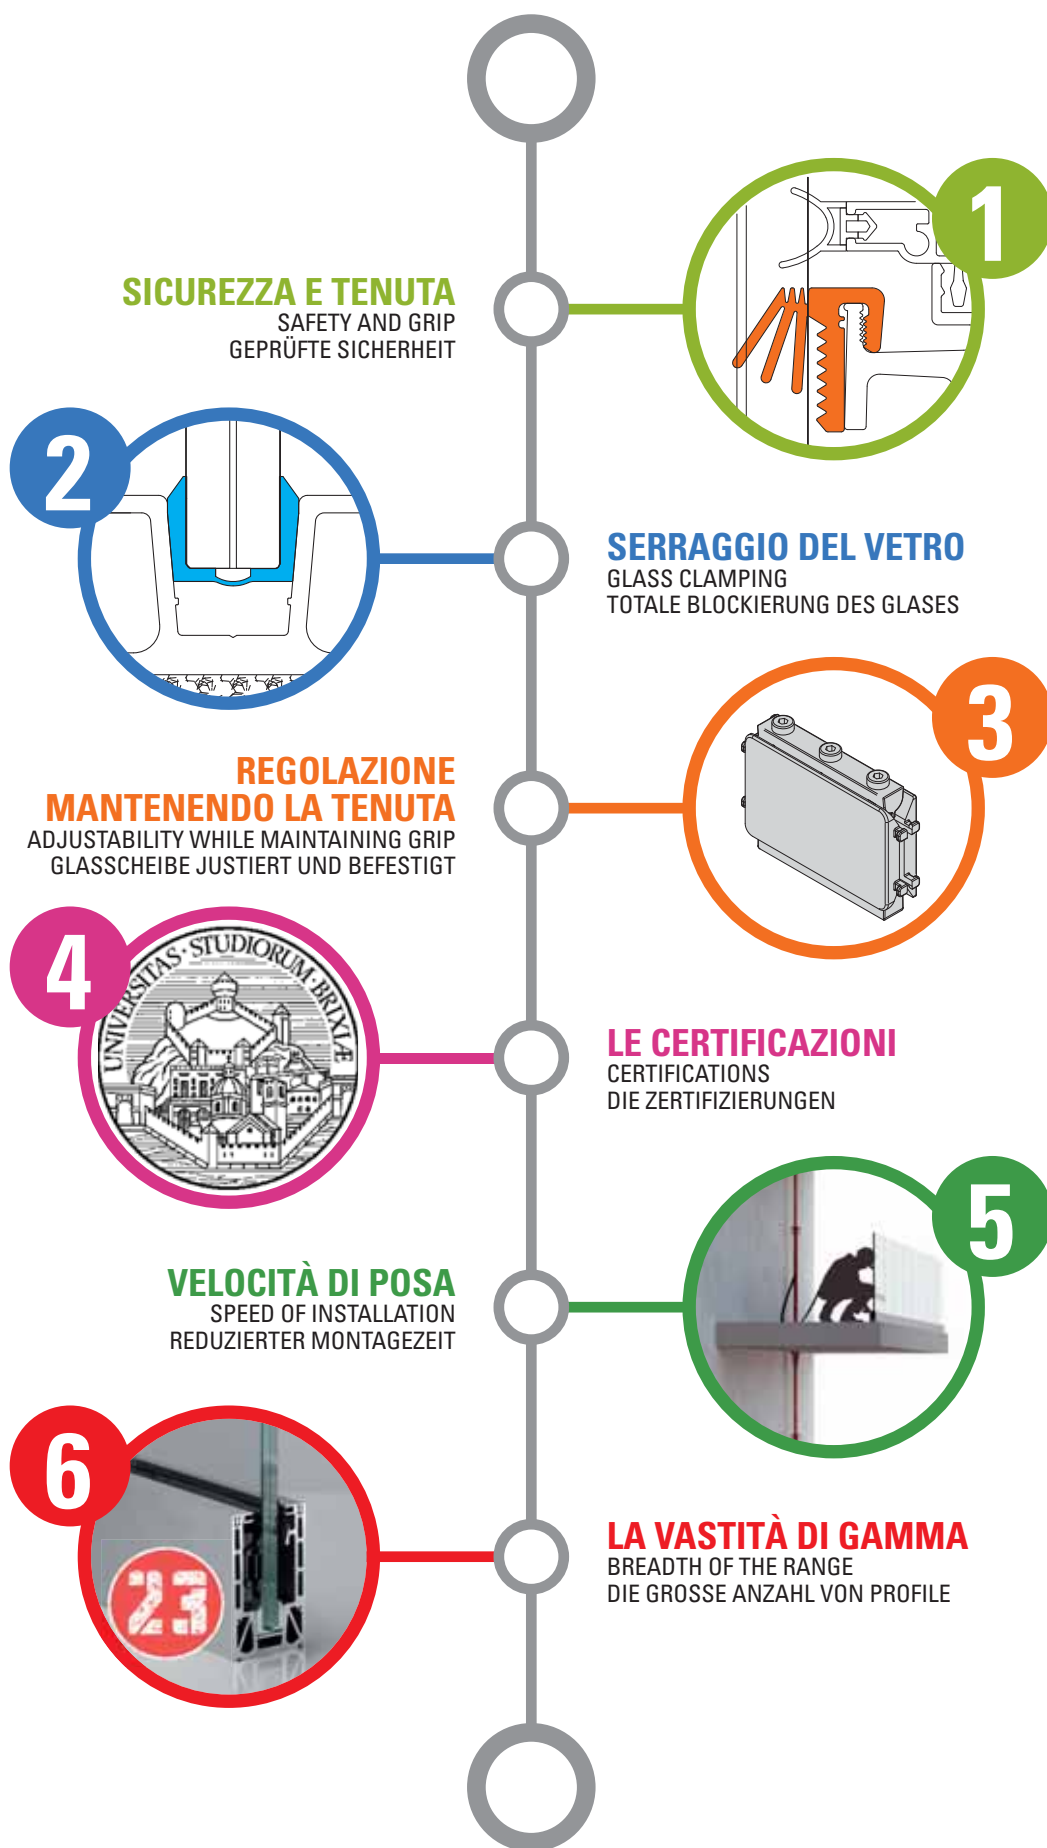 1
SICUREZZA E TENUTA
SAFETY AND GRIP
GEPRÜFTE SICHERHEIT
2
SERRAGGIO DEL VETRO
GLASS CLAMPING
TOTALE BLOCKIERUNG DES GLASES
3
REGOLAZIONE
MANTENENDO LA TENUTA
ADJUSTABILITY WHILE MAINTAINING GRIP
GLASSCHEIBE JUSTIERT UND BEFESTIGT
4
UNIVERSITAS · STUDIORUM · BRIXIÆ
LE CERTIFICAZIONI
CERTIFICATIONS
DIE ZERTIFIZIERUNGEN
5
VELOCITÀ DI POSA
SPEED OF INSTALLATION
REDUZIERTER MONTAGEZEIT
6
23
LA VASTITÀ DI GAMMA
BREADTH OF THE RANGE
DIE GROSSE ANZAHL VON PROFILE